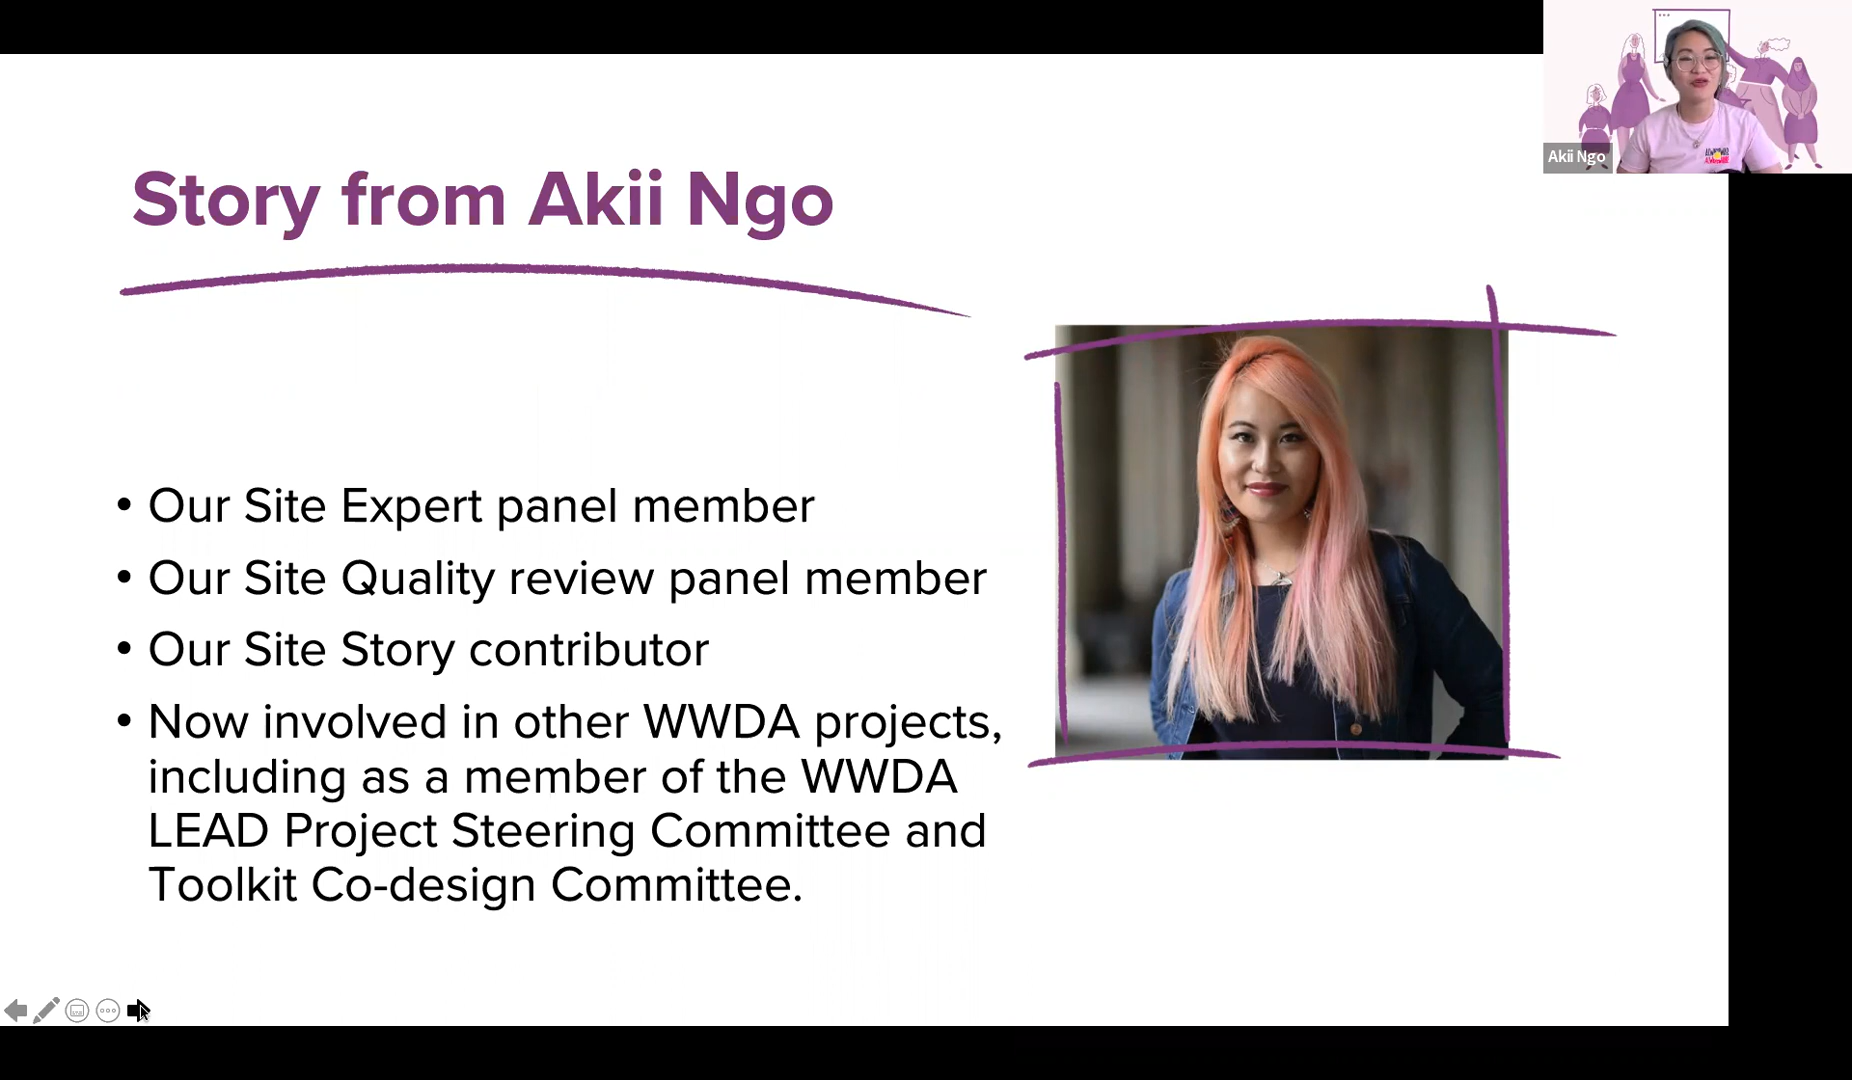 Akii Ngo
Story from Akii Ngo
• Our Site Expert panel member
• Our Site Quality review panel member
• Our Site Story contributor
• Now involved in other WWDA projects,
including as a member of the WWDA
LEAD Project Steering Committee and
Toolkit Co-design Committee.